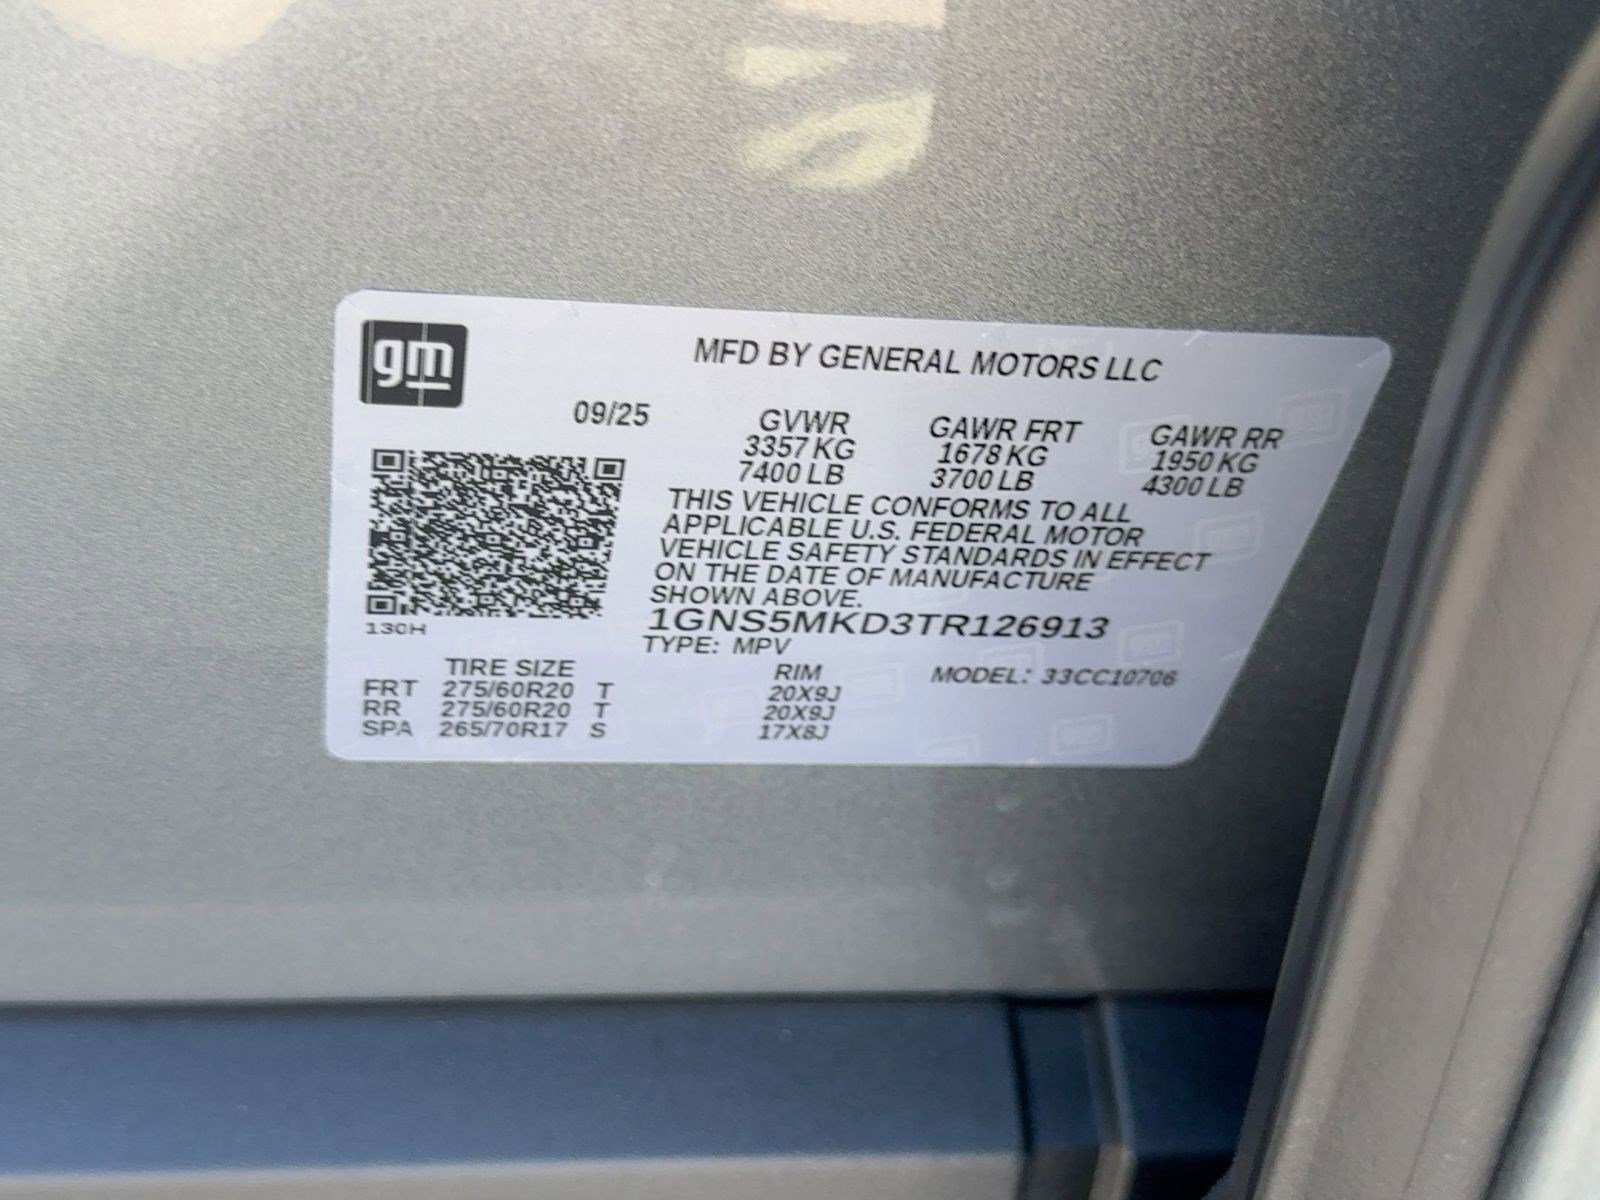 gm
MFD BY GENERAL MOTORS LLC
09/25 GVWR GAWR FRT GAWR RR
3357 KG 1678 KG 1950 KG
7400 LB 3700 LB 4300 LB
THIS VEHICLE CONFORMS TO ALL
APPLICABLE U.S. FEDERAL MOTOR
VEHICLE SAFETY STANDARDS IN EFFECT
ON THE DATE OF MANUFACTURE
SHOWN ABOVE.
1GNS5MKD3TR126913
130H
TYPE: MPV
TIRE SIZE RIM MODEL: 33CC10706
FRT 275/60R20 T 20X9J
RR 275/60R20 T 20X9J
SPA 265/70R17 S 17X8J